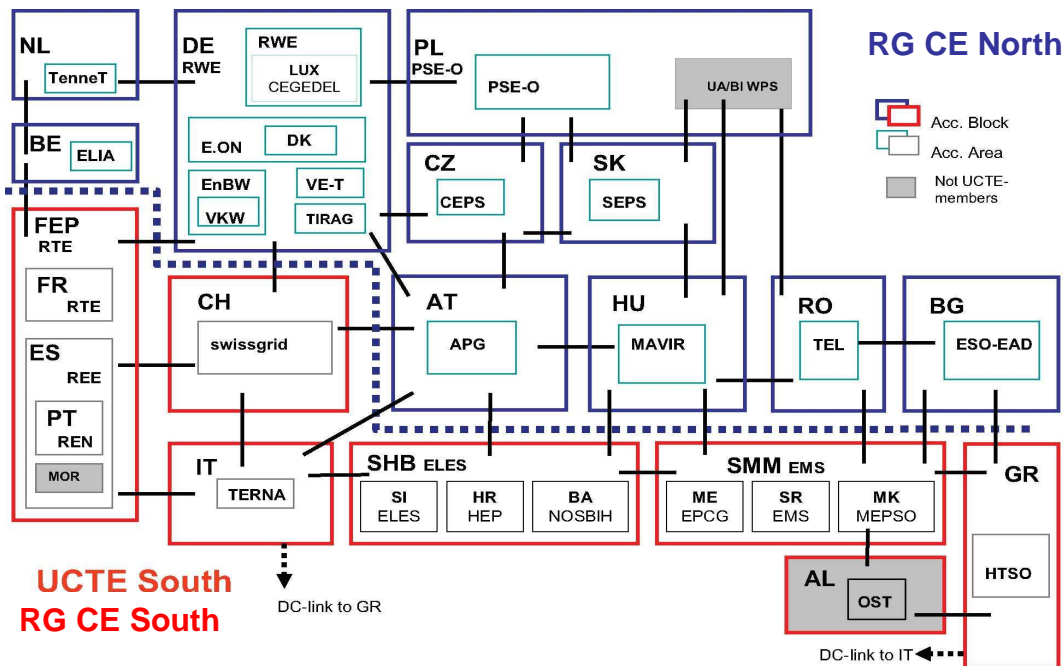 NL
TenneT
DE
RWE
RWE
LUX
CEGEDEL
PL
PSE-O
PSE-O
UA/BI WPS
RG CE North
Acc. Block
Acc. Area
Not UCTE-
members
BE
ELIA
E.ON
DK
EnBW
VKW
VE-T
TIRAG
CZ
CEPS
SK
SEPS
FEP
RTE
FR
RTE
ES
REE
PT
REN
MOR
CH
swissgrid
AT
APG
HU
MAVIR
RO
TEL
BG
ESO-EAD
IT
TERNA
SHB ELES
SI
ELES
HR
HEP
BA
NOSBIH
SMM EMS
ME
EPCG
SR
EMS
MK
MEPSO
GR
HTSO
AL
OST
UCTE South
RG CE South
DC-link to GR
DC-link to IT